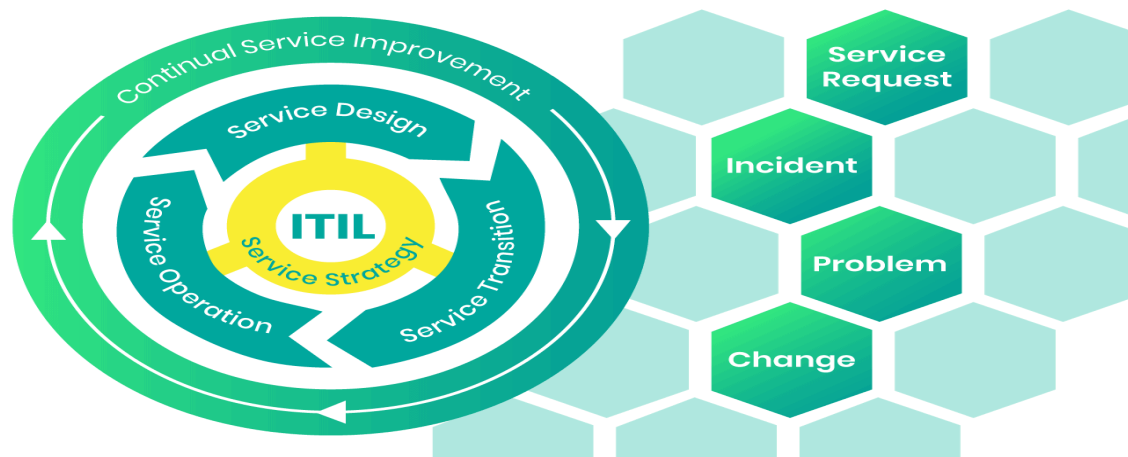 Continual Service Improvement
Service Design
Service Transition
Service Operation
Service Strategy
ITIL
Service
Request
Incident
Problem
Change